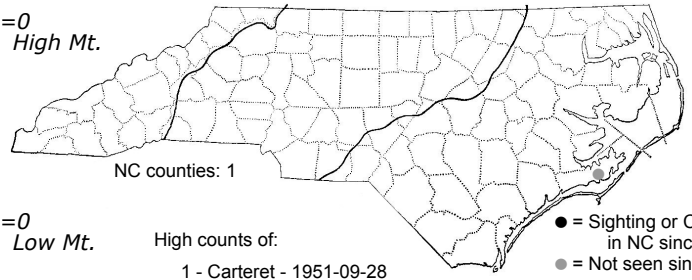 =0
High Mt.
NC counties: 1
=0
Low Mt.
High counts of:
1 - Carteret - 1951-09-28
= Sighting or
in NC sinc
= Not seen sin